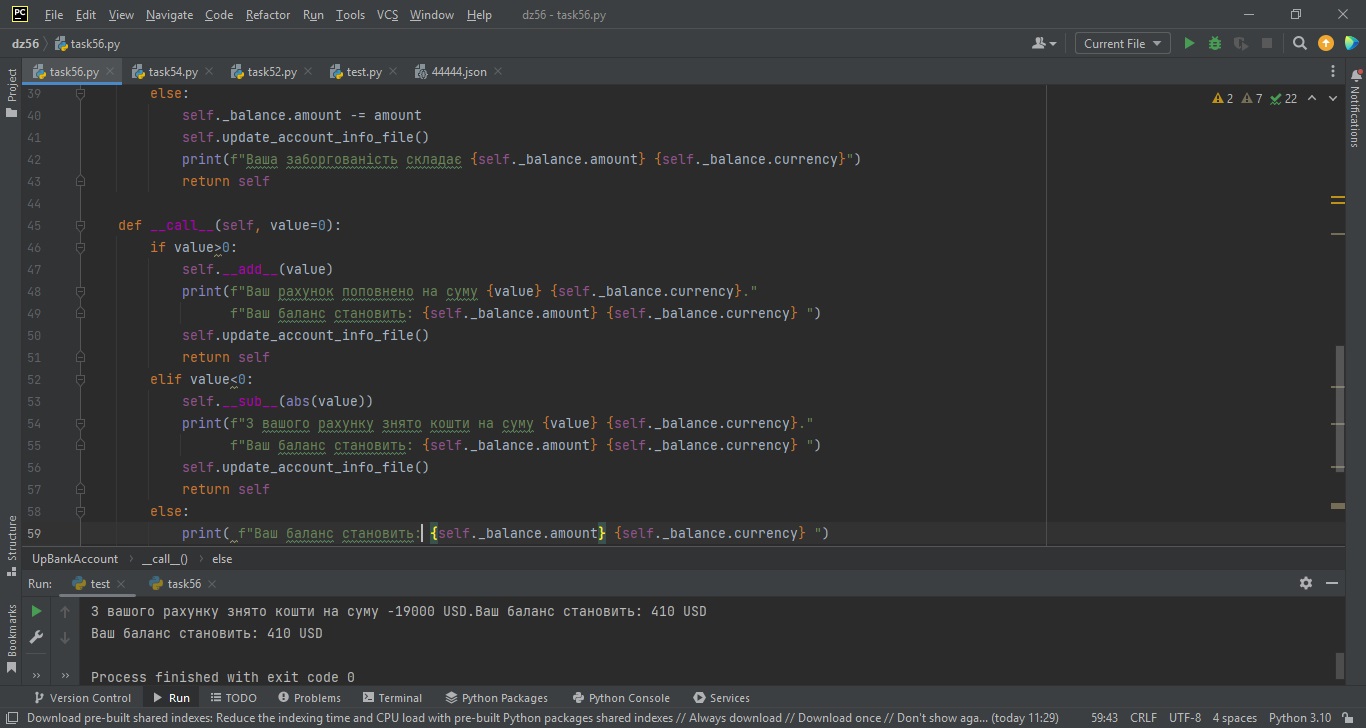 PC File Edit View Navigate Code Refactor Run Tools VCS Window Help dz56 - task56.py
dz56 task56.py Current File
task56.py task54.py task52.py test.py 44444.json
Project
Notifications
2 7 22
39 else:
40 self._balance.amount -= amount
41 self.update_account_info_file()
42 print(f"Ваша заборгованість складає {self._balance.amount} {self._balance.currency}")
43 return self
44
45 def __call__(self, value=0):
46 if value>0:
47 self.__add__(value)
48 print(f"Ваш рахунок поповнено на суму {value} {self._balance.currency}."
49 f"Ваш баланс становить: {self._balance.amount} {self._balance.currency} ")
50 self.update_account_info_file()
51 return self
52 elif value<0:
53 self.__sub__(abs(value))
54 print(f"З вашого рахунку знято кошти на суму {value} {self._balance.currency}."
55 f"Ваш баланс становить: {self._balance.amount} {self._balance.currency} ")
56 self.update_account_info_file()
57 return self
58 else:
59 print( f"Ваш баланс становить: {self._balance.amount} {self._balance.currency} ")
Structure
Bookmarks
UpBankAccount __call__() else
Run: test task56
З вашого рахунку знято кошти на суму -19000 USD.Ваш баланс становить: 410 USD
Ваш баланс становить: 410 USD
Process finished with exit code 0
Version Control Run TODO Problems Terminal Python Packages Python Console Services
Download pre-built shared indexes: Reduce the indexing time and CPU load with pre-built Python packages shared indexes // Always download // Download once // Don't show aga... (today 11:29) 59:43 CRLF UTF-8 4 spaces Python 3.10